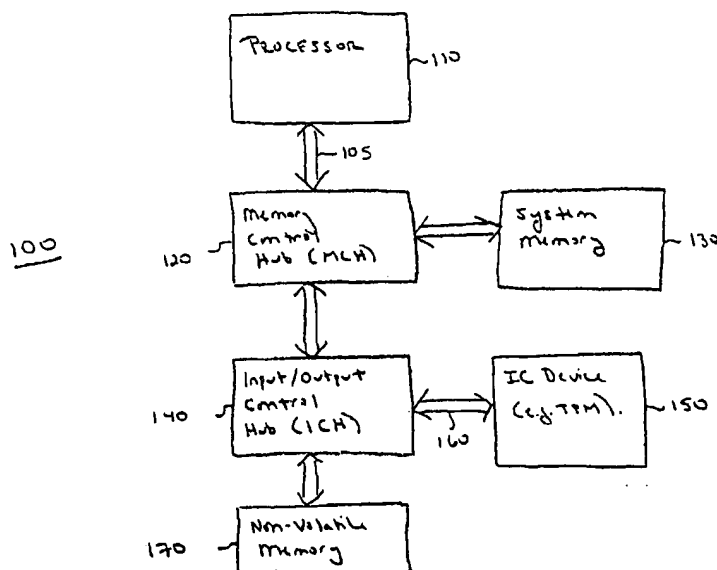 PROCESSOR
110
105
100
Memory
Control
Hub (MCH)
120
System
Memory
130
Input/Output
Control
Hub (ICH)
140
IC Device
(e.g. TPM).
150
160
Non-Volatile
Memory
170